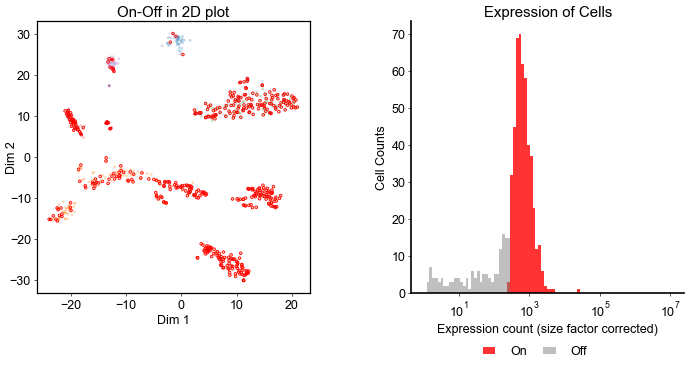 On-Off in 2D plot
30
20
10
0
−10
−20
−30
Dim 2
−20 −10 0 10 20
Dim 1
Expression of Cells
70
60
50
40
30
20
10
0
Cell Counts
10^1 10^3 10^5 10^7
Expression count (size factor corrected)
On Off